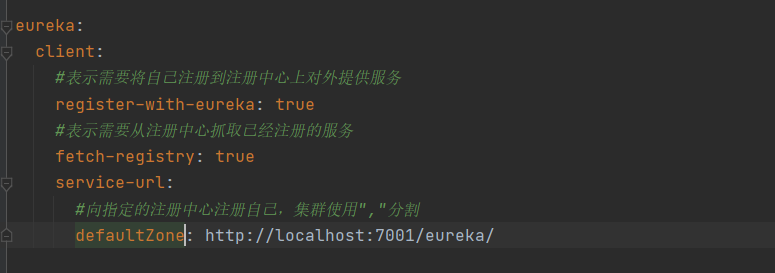 eureka:
client:
#表示需要将自己注册到注册中心上对外提供服务
register-with-eureka: true
#表示需要从注册中心抓取已经注册的服务
fetch-registry: true
service-url:
#向指定的注册中心注册自己，集群使用","分割
defaultZone: http://localhost:7001/eureka/